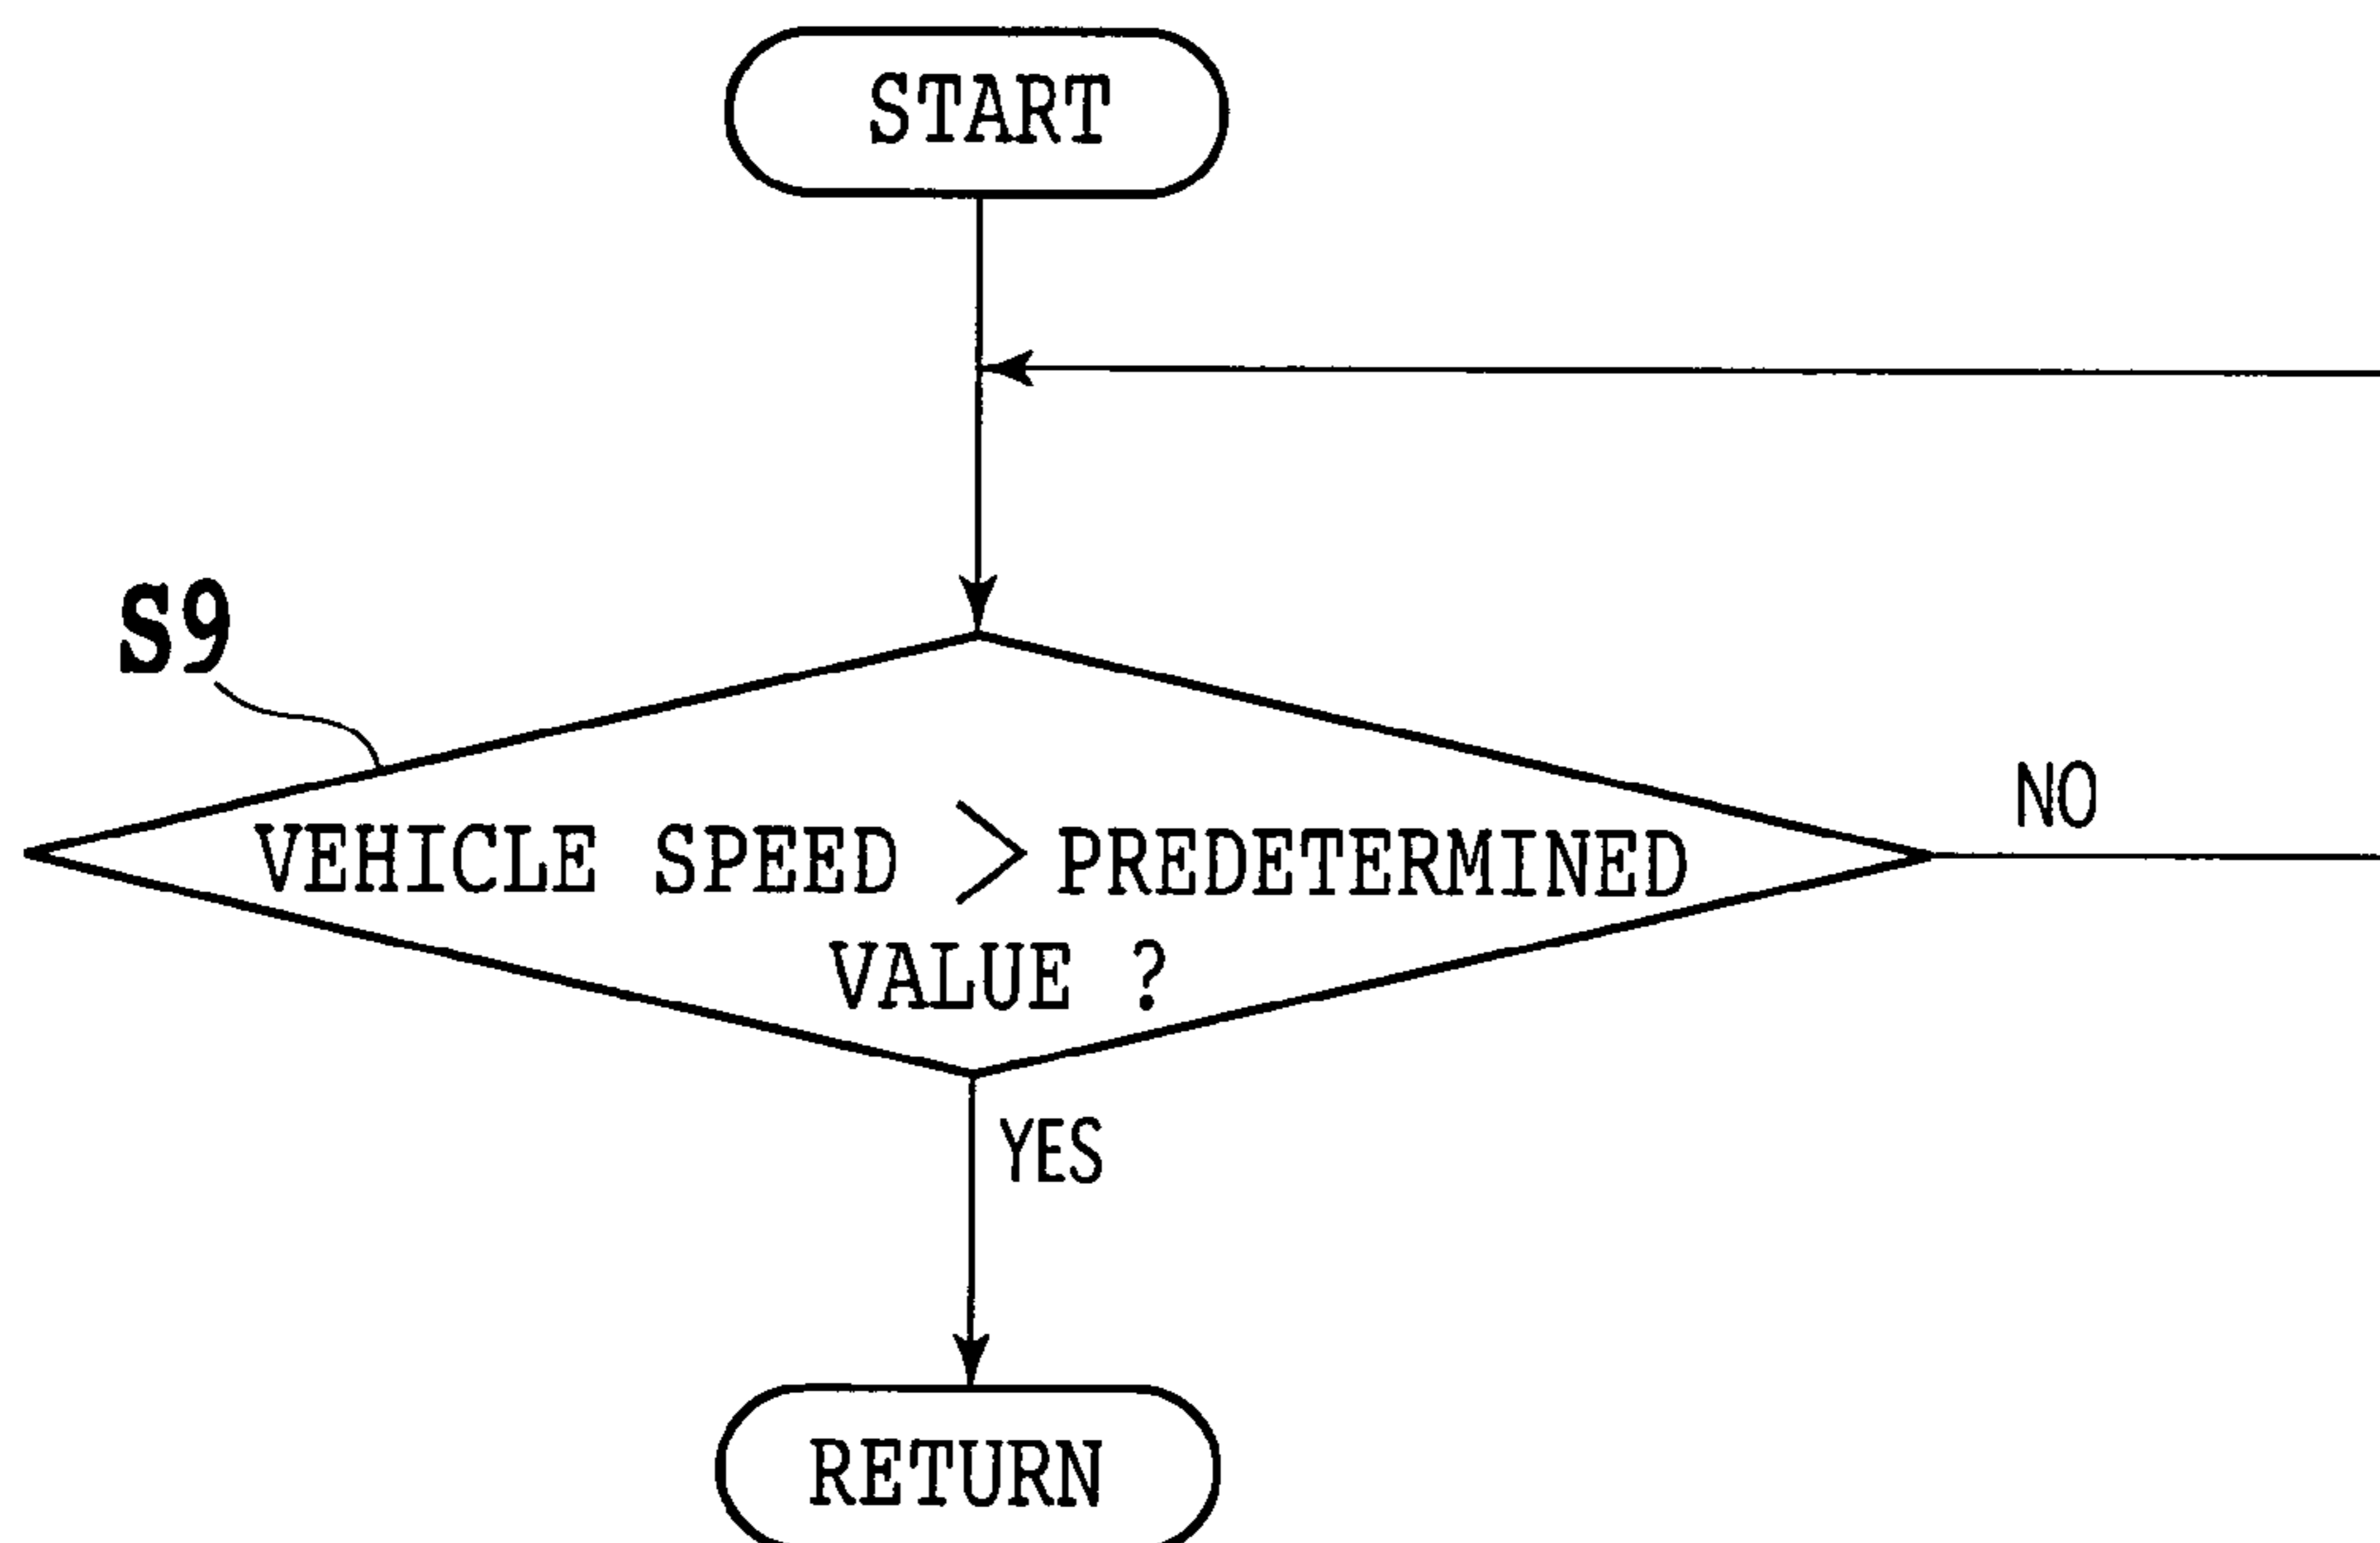 START
S9
NO
VEHICLE SPEED > PREDETERMINED
VALUE ?
YES
RETURN